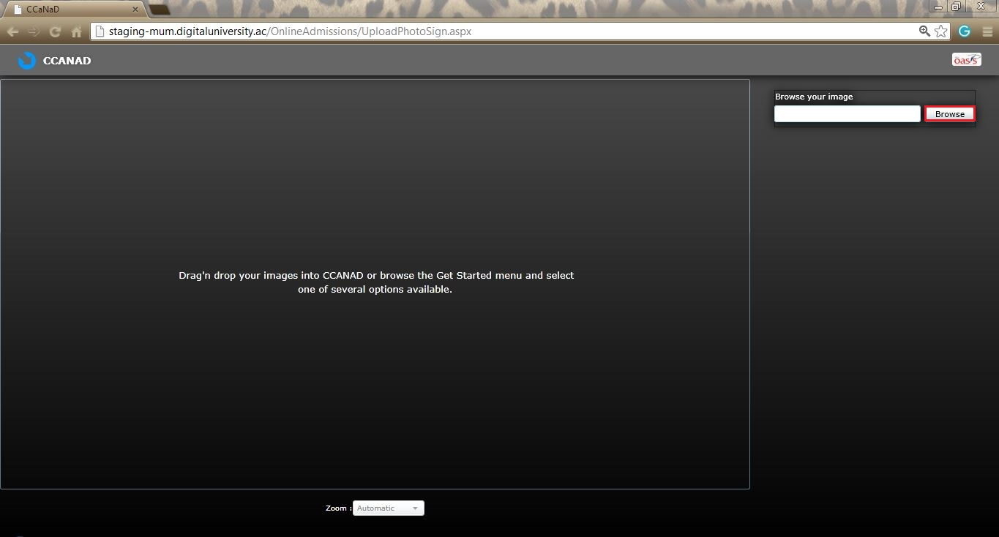 CCaNaD
staging-mum.digitaluniversity.ac/OnlineAdmissions/UploadPhotoSign.aspx
G
CCANAD
oasis
Browse your image
Browse
Drag'n drop your images into CCANAD or browse the Get Started menu and select
one of several options available.
Zoom : Automatic